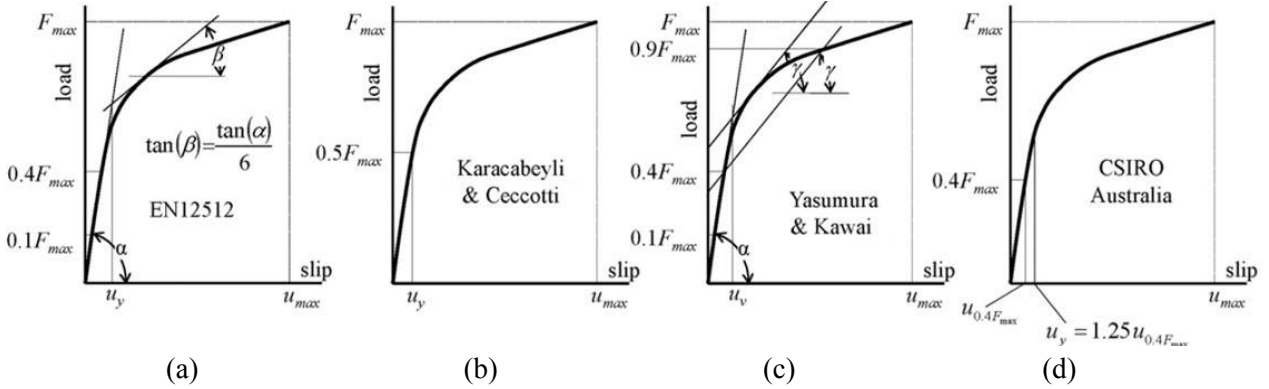 F_max
load
β
tan(β)=tan(α)/6
0.4F_max
EN12512
0.1F_max
α
slip
u_y
u_max
(a)
F_max
load
0.5F_max
Karacabeyli
& Ceccotti
slip
u_y
u_max
(b)
F_max
0.9F_max
γ
γ
load
0.4F_max
Yasumura
& Kawai
0.1F_max
α
slip
u_v
u_max
(c)
F_max
load
0.4F_max
CSIRO
Australia
slip
u_0.4F_max
u_max
u_y = 1.25u_0.4F_max
(d)